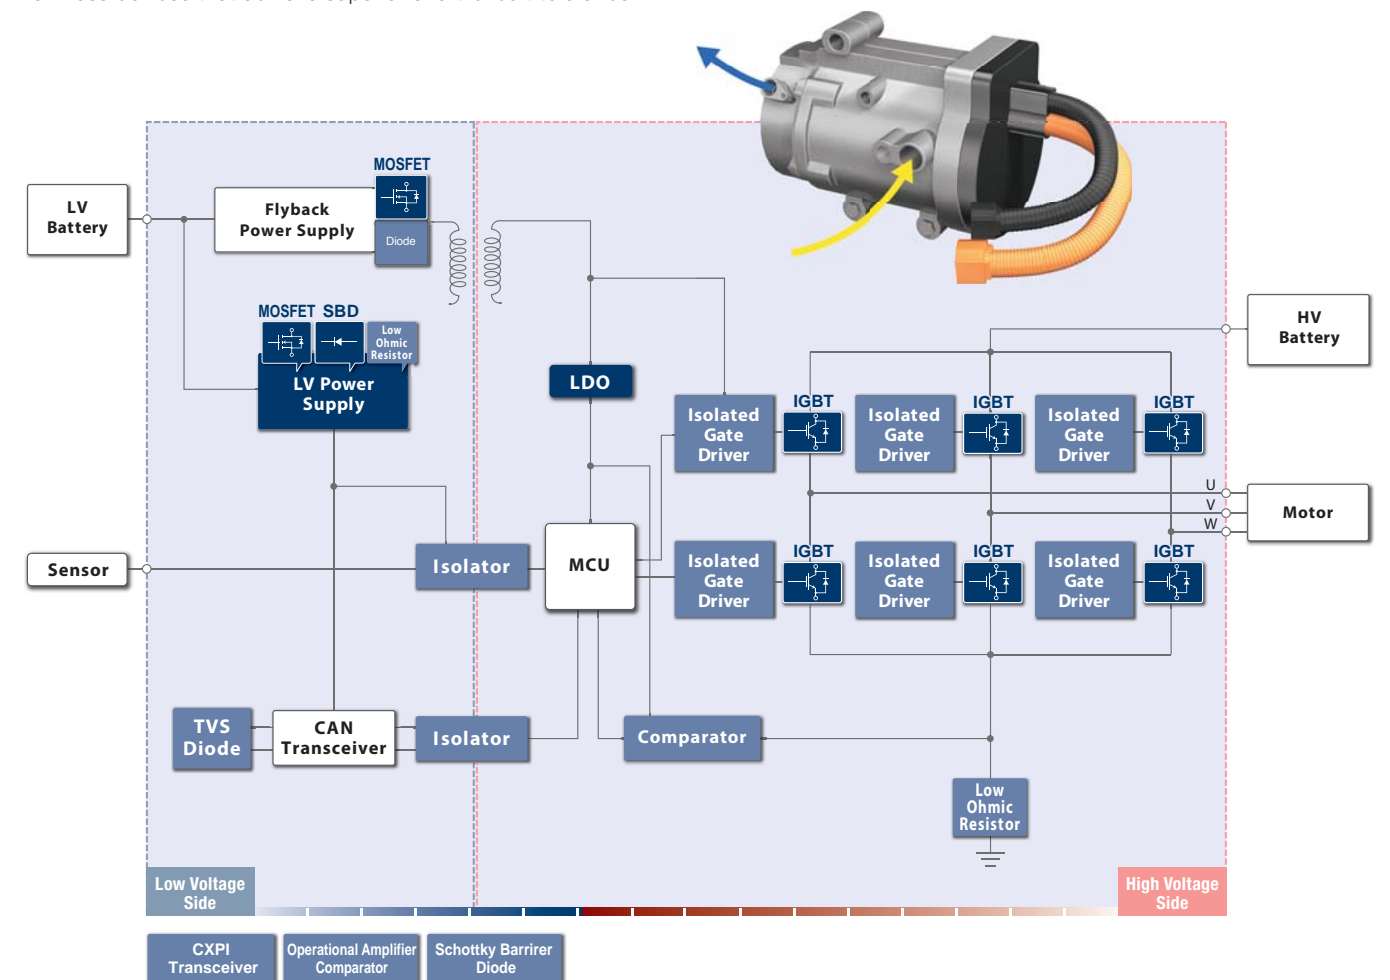 MOSFET
LV
Battery
Flyback
Power Supply
Diode
MOSFET SBD
Low
Ohmic
Resistor
LV Power
Supply
HV
Battery
LDO
Isolated
Gate
Driver
IGBT
Isolated
Gate
Driver
IGBT
Isolated
Gate
Driver
IGBT
U
V
W
Motor
Sensor
Isolator
MCU
Isolated
Gate
Driver
IGBT
Isolated
Gate
Driver
IGBT
Isolated
Gate
Driver
IGBT
TVS
Diode
CAN
Transceiver
Isolator
Comparator
Low
Ohmic
Resistor
Low Voltage
Side
High Voltage
Side
CXPI
Transceiver
Operational Amplifier
Comparator
Schottky Barrirer
Diode